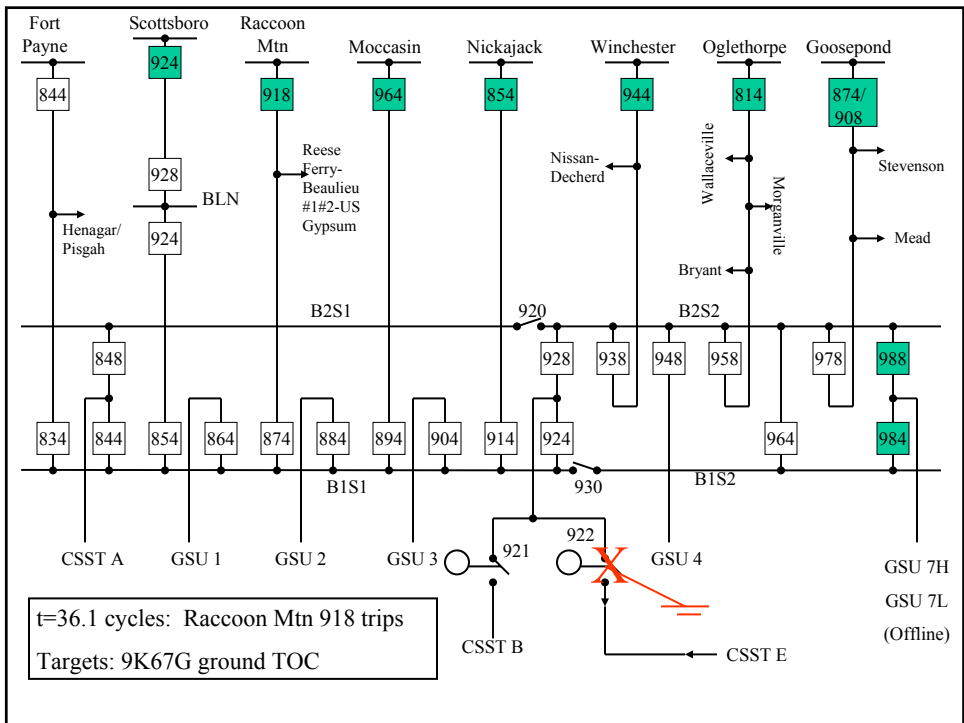 Fort
Payne
Scottsboro
Raccoon
Mtn
Moccasin
Nickajack
Winchester
Oglethorpe
Goosepond
844
924
918
964
854
944
814
874/
908
928
BLN
924
Henagar/
Pisgah
Reese
Ferry-
Beaulieu
#1#2-US
Gypsum
Nissan-
Decherd
Wallaceville
Morganville
Bryant
Stevenson
Mead
B2S1
920
B2S2
848
928
938
948
958
978
988
834
844
854
864
874
884
894
904
914
924
964
984
B1S1
930
B1S2
CSST A
GSU 1
GSU 2
GSU 3
921
922
X
GSU 4
GSU 7H
GSU 7L
(Offline)
CSST B
CSST E
t=36.1 cycles: Raccoon Mtn 918 trips
Targets: 9K67G ground TOC